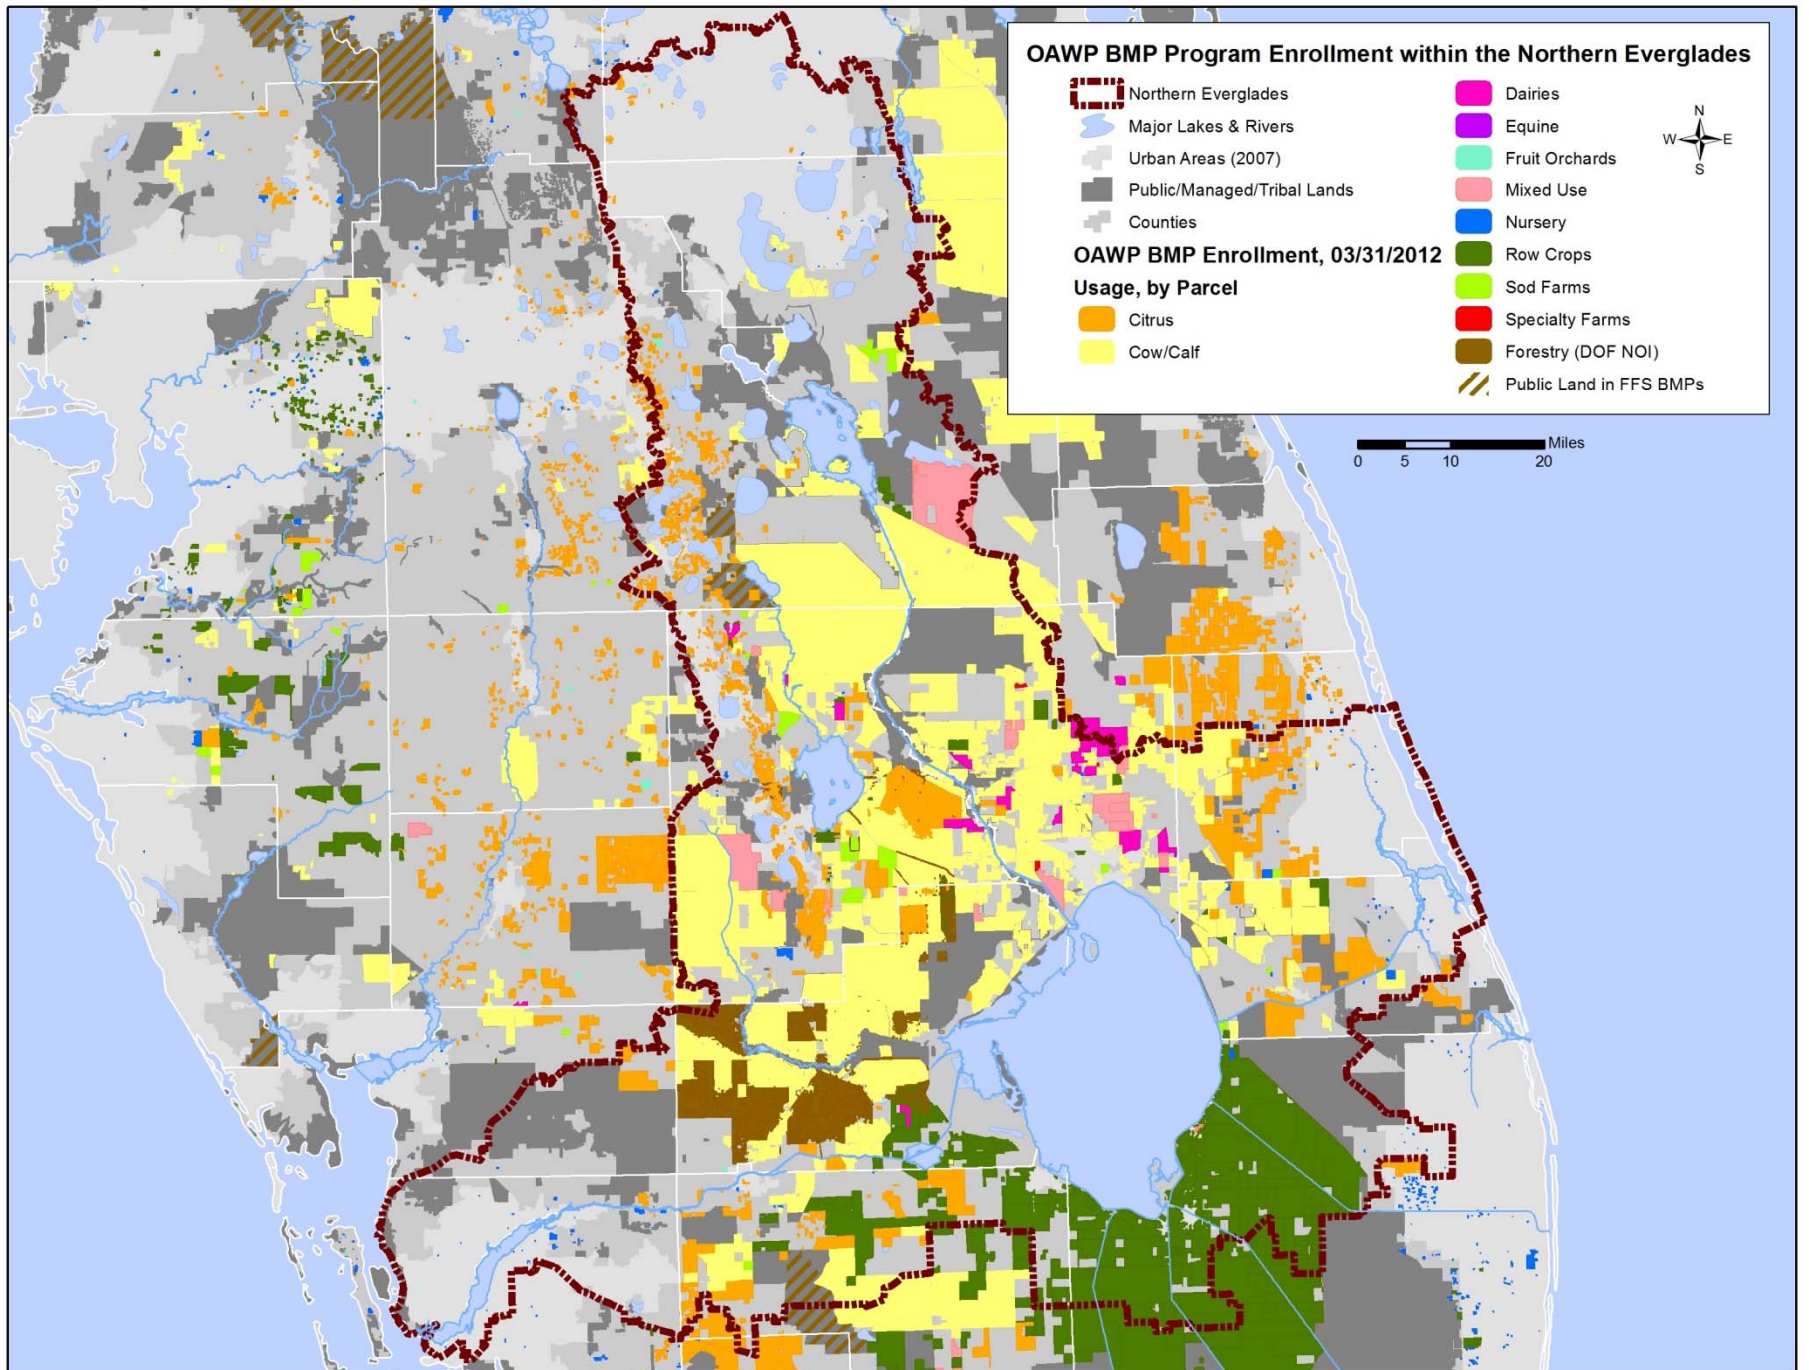 OAWP BMP Program Enrollment within the Northern Everglades
Northern Everglades
Major Lakes & Rivers
Urban Areas (2007)
Public/Managed/Tribal Lands
Counties
OAWP BMP Enrollment, 03/31/2012
Usage, by Parcel
Citrus
Cow/Calf
Dairies
Equine
Fruit Orchards
Mixed Use
Nursery
Row Crops
Sod Farms
Specialty Farms
Forestry (DOF NOI)
Public Land in FFS BMPs
N
W E
S
Miles
0 5 10 20